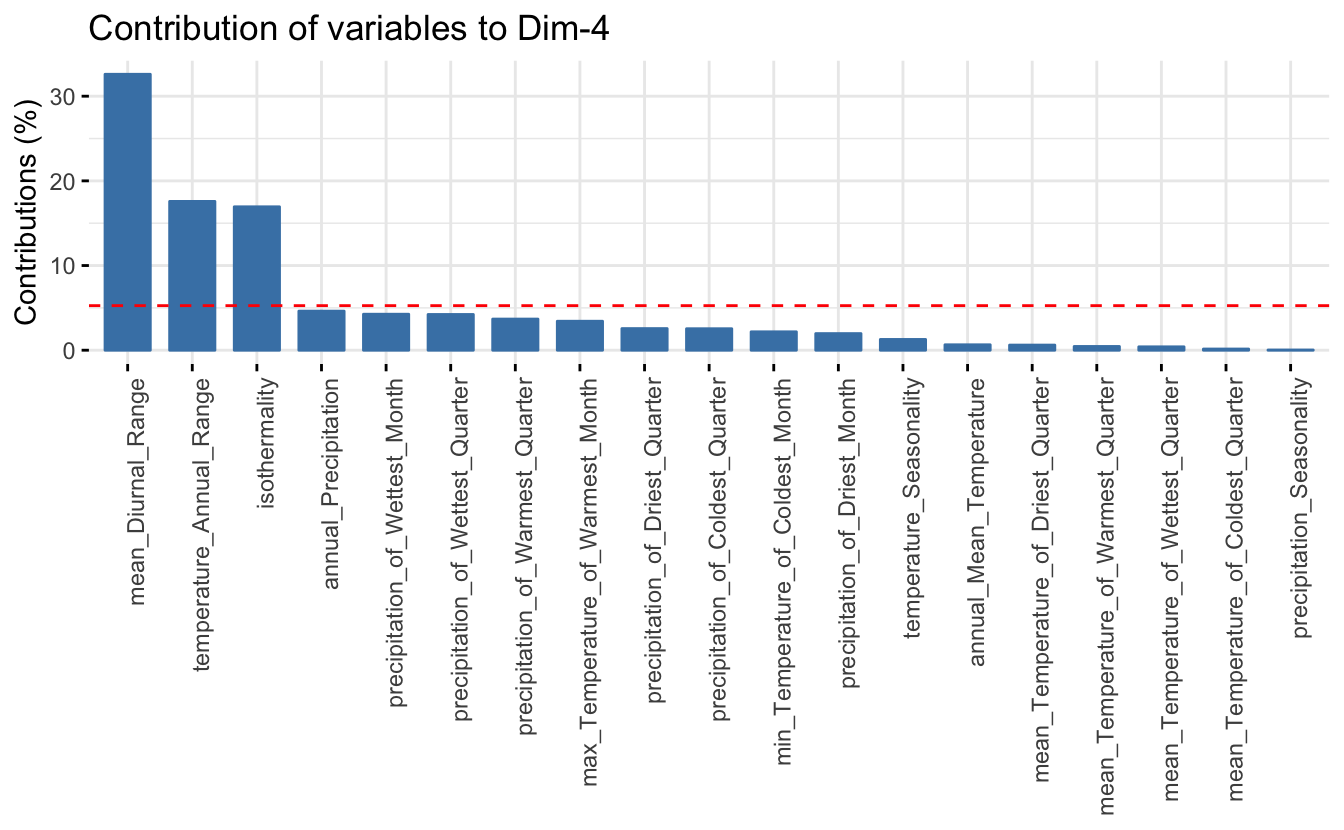 Contribution of variables to Dim-4
Contributions (%)
30
20
10
0
mean_Diurnal_Range
temperature_Annual_Range
isothermality
annual_Precipitation
precipitation_of_Wettest_Month
precipitation_of_Wettest_Quarter
precipitation_of_Warmest_Quarter
max_Temperature_of_Warmest_Month
precipitation_of_Driest_Quarter
precipitation_of_Coldest_Quarter
min_Temperature_of_Coldest_Month
precipitation_of_Driest_Month
temperature_Seasonality
annual_Mean_Temperature
mean_Temperature_of_Driest_Quarter
mean_Temperature_of_Warmest_Quarter
mean_Temperature_of_Wettest_Quarter
mean_Temperature_of_Coldest_Quarter
precipitation_Seasonality